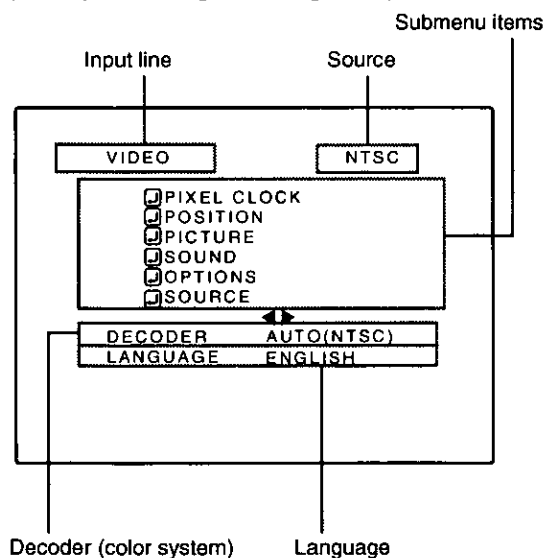 Submenu items
Input line Source
VIDEO NTSC
PIXEL CLOCK
POSITION
PICTURE
SOUND
OPTIONS
SOURCE
DECODER AUTO(NTSC)
LANGUAGE ENGLISH
Decoder (color system) Language